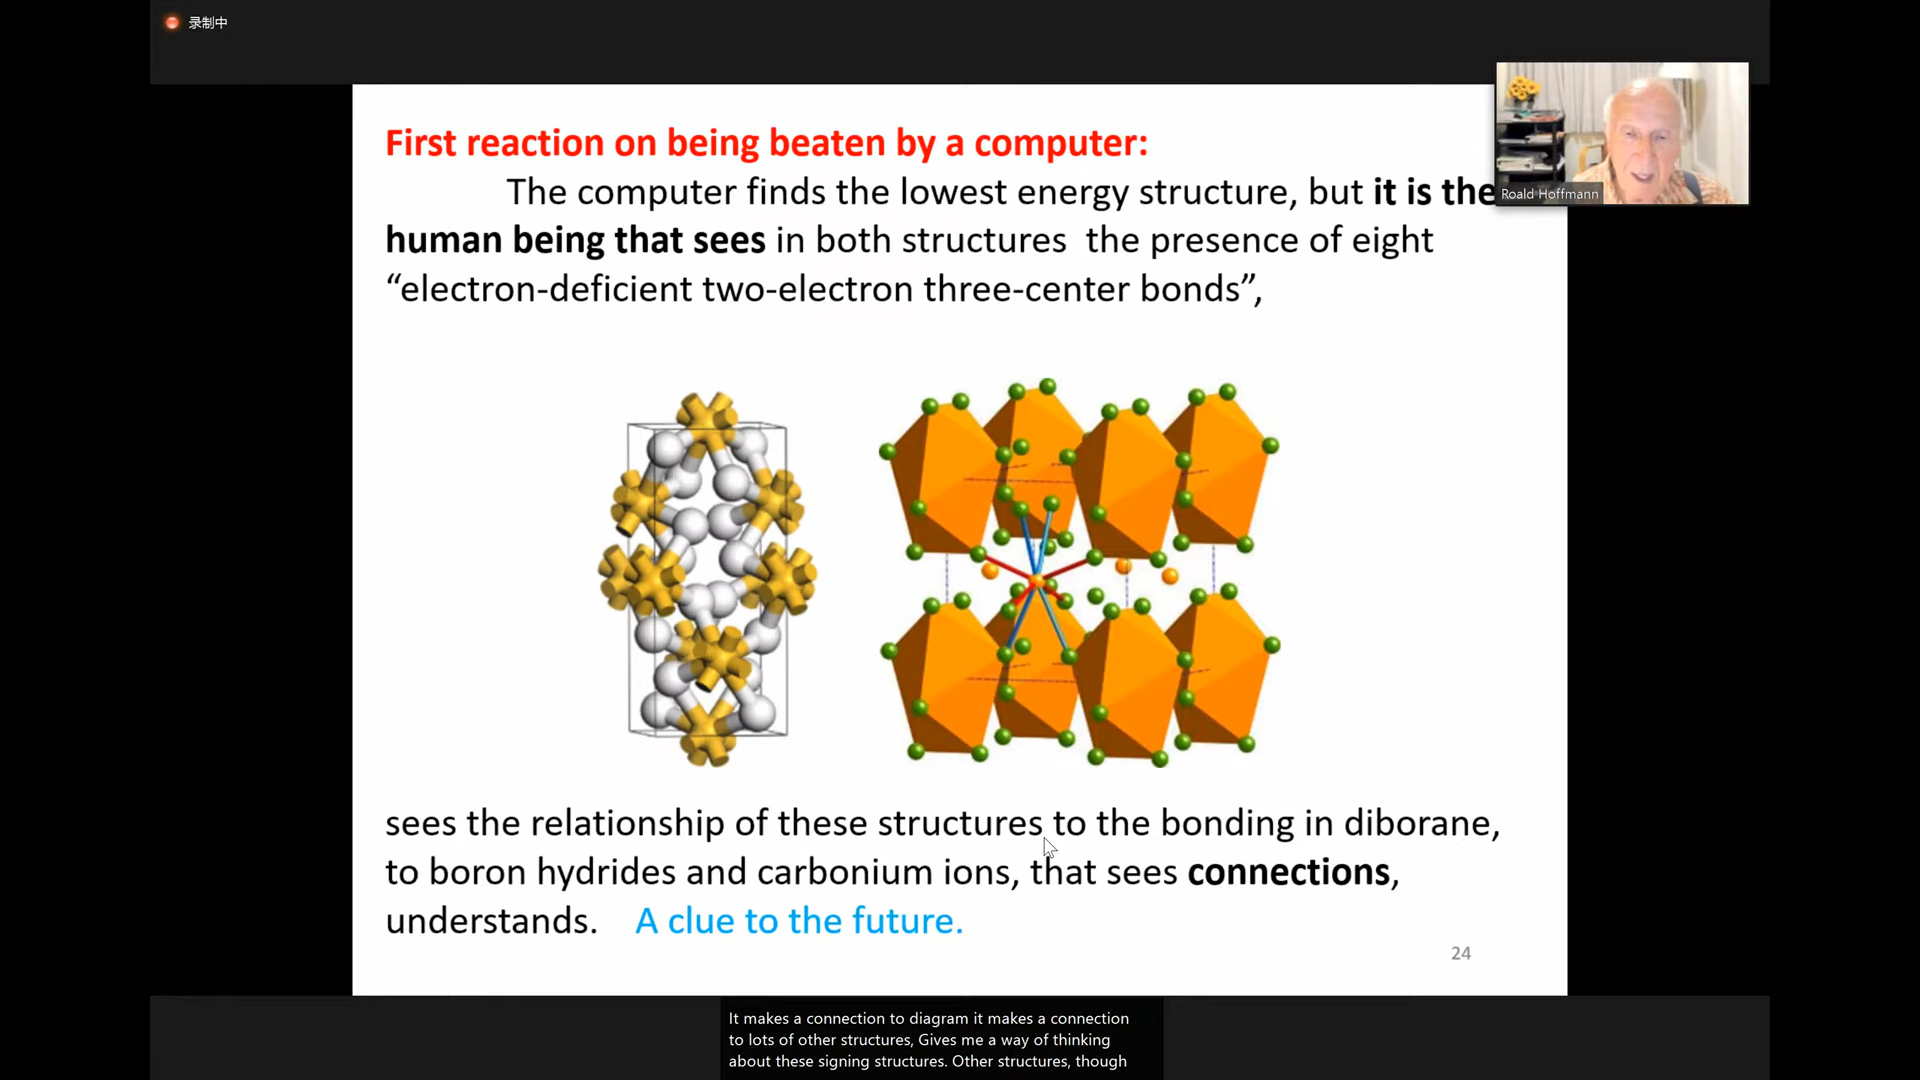 录制中
First reaction on being beaten by a computer:
The computer finds the lowest energy structure, but it is the
Roald Hoffmann
human being that sees in both structures the presence of eight
“electron-deficient two-electron three-center bonds”,
sees the relationship of these structures to the bonding in diborane,
to boron hydrides and carbonium ions, that sees connections,
understands. A clue to the future.
24
It makes a connection to diagram it makes a connection
to lots of other structures, Gives me a way of thinking
about these signing structures. Other structures, though